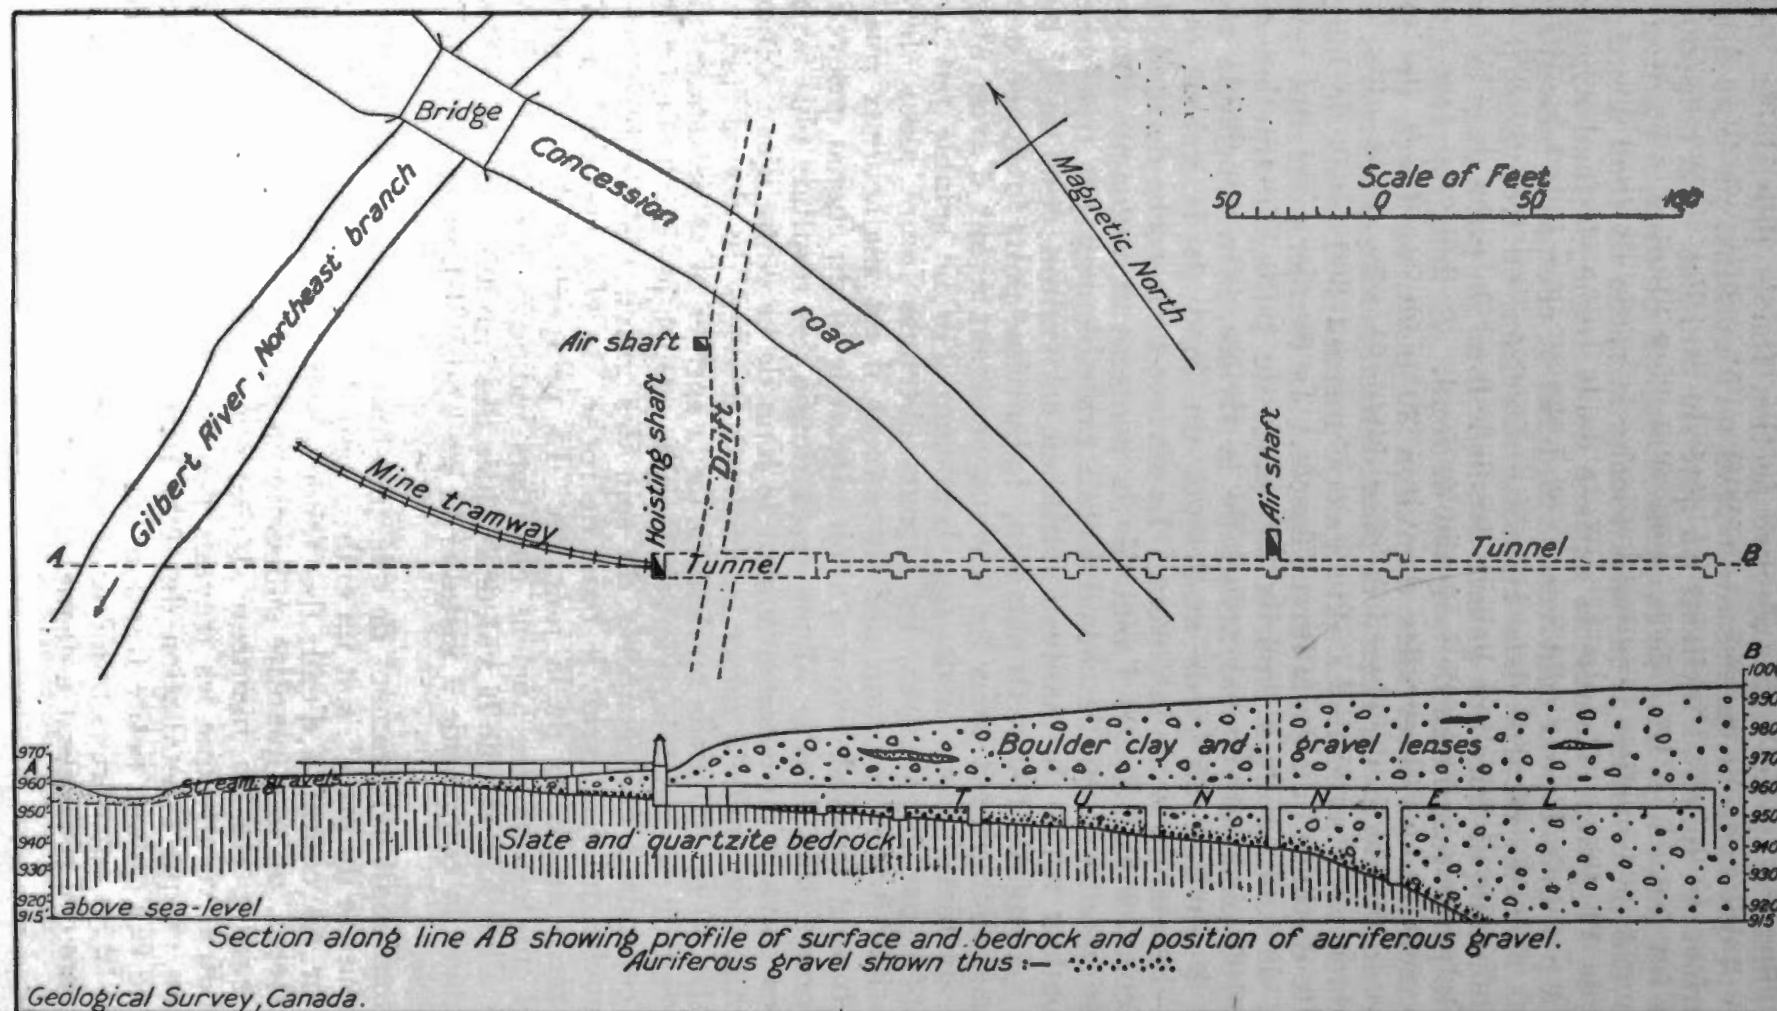 Bridge
Concession
road
Gilbert River, Northeast branch
Magnetic North
Scale of Feet
50 0 50 100
Air shaft
Hoisting shaft
Drift
Mine tramway
Air shaft
A
Tunnel
Tunnel
B
B
1000
990
980
970
960
950
940
930
920
915
970'
A
960'
950'
940'
930'
920'
915'
Stream gravels
Boulder clay and gravel lenses
TUNNEL
Slate and quartzite bedrock
above sea-level
Section along line AB showing profile of surface and bedrock and position of auriferous gravel.
Auriferous gravel shown thus :—
Geological Survey, Canada.